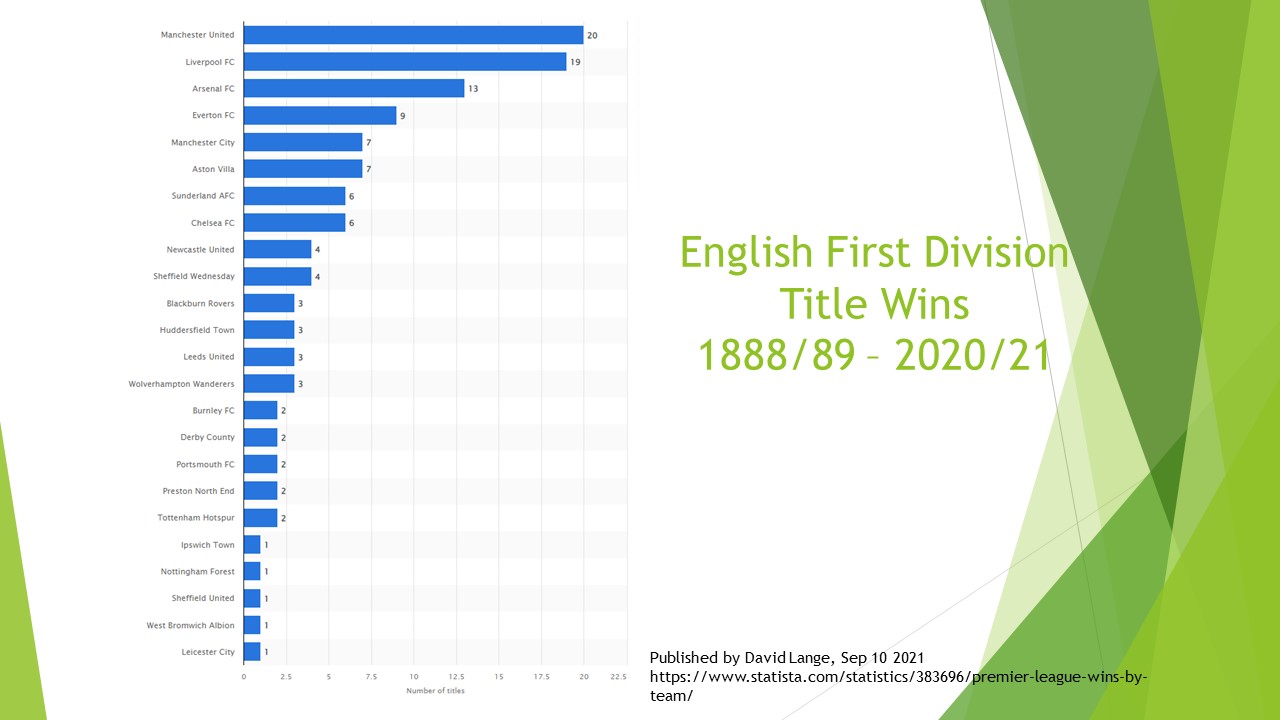 Manchester United 20
Liverpool FC 19
Arsenal FC 13
Everton FC 9
Manchester City 7
Aston Villa 7
Sunderland AFC 6
Chelsea FC 6
Newcastle United 4
Sheffield Wednesday 4
Blackburn Rovers 3
Huddersfield Town 3
Leeds United 3
Wolverhampton Wanderers 3
Burnley FC 2
Derby County 2
Portsmouth FC 2
Preston North End 2
Tottenham Hotspur 2
Ipswich Town 1
Nottingham Forest 1
Sheffield United 1
West Bromwich Albion 1
Leicester City 1
0 2.5 5 7.5 10 12.5 15 17.5 20 22.5
Number of titles
English First Division
Title Wins
1888/89 – 2020/21
Published by David Lange, Sep 10 2021
https://www.statista.com/statistics/383696/premier-league-wins-by-
team/